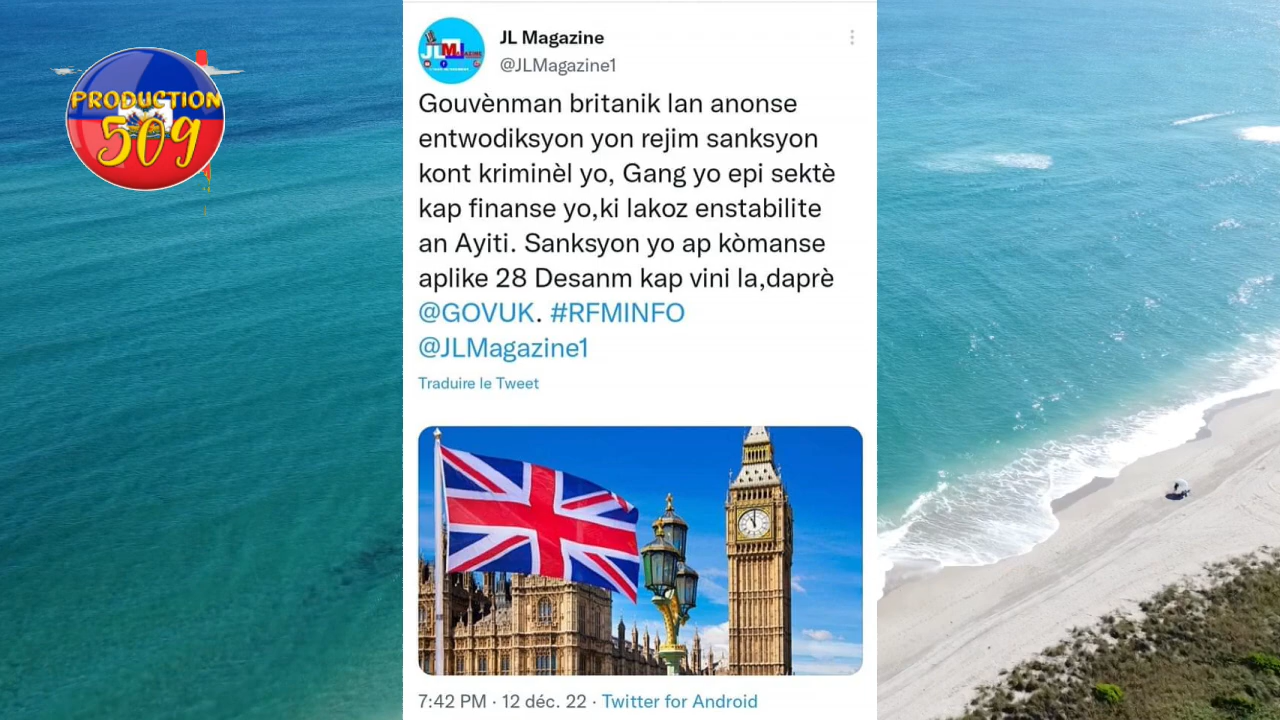 PRODUCTION
509
JL Magazine
@JLMagazine1
Gouvènman britanik lan anonse
entwodiksyon yon rejim sanksyon
kont kriminèl yo, Gang yo epi sektè
kap finanse yo,ki lakoz enstabilite
an Ayiti. Sanksyon yo ap kòmanse
aplike 28 Desanm kap vini la,daprè
@GOVUK. #RFMINFO
@JLMagazine1
Traduire le Tweet
7:42 PM · 12 déc. 22 · Twitter for Android